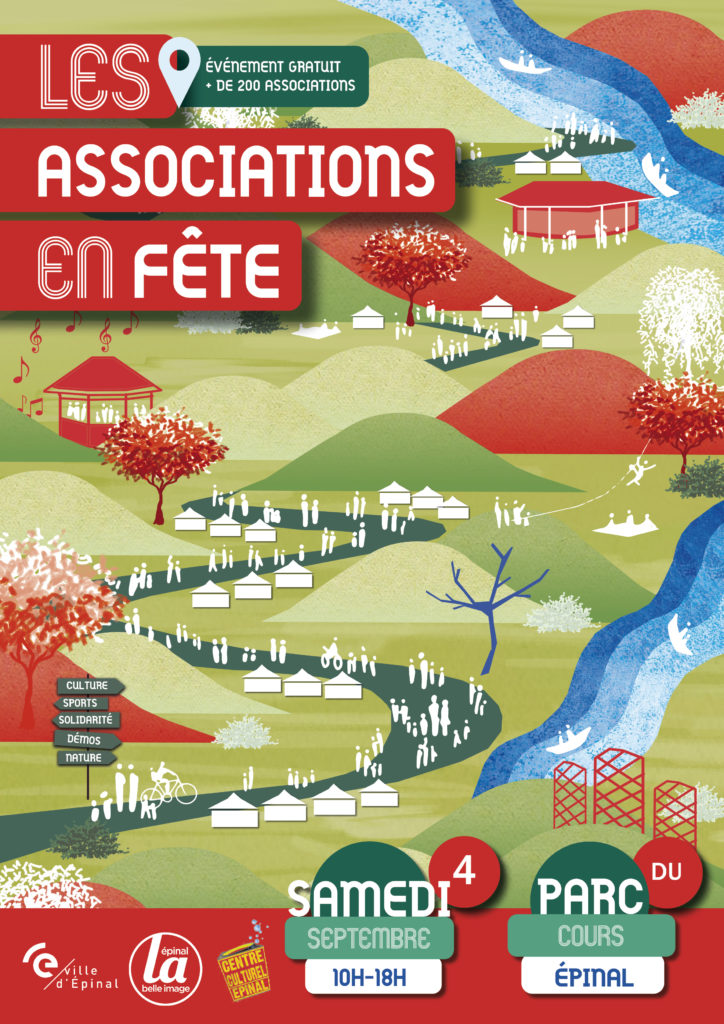 LES
ÉVÉNEMENT GRATUIT
+ DE 200 ASSOCIATIONS
ASSOCIATIONS
EN FÊTE
CULTURE
SPORTS
SOLIDARITÉ
DÉMOS
NATURE
SAMEDI 4
SEPTEMBRE
10H-18H
PARC DU
COURS
ÉPINAL
ville
d'Épinal
épinal
la
belle image
CENTRE
CULTUREL
ÉPINAL